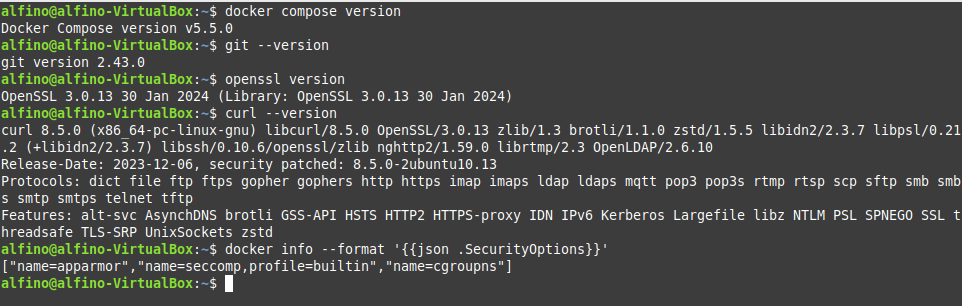 alfino@alfino-VirtualBox:~$ docker compose version
Docker Compose version v5.5.0
alfino@alfino-VirtualBox:~$ git --version
git version 2.43.0
alfino@alfino-VirtualBox:~$ openssl version
OpenSSL 3.0.13 30 Jan 2024 (Library: OpenSSL 3.0.13 30 Jan 2024)
alfino@alfino-VirtualBox:~$ curl --version
curl 8.5.0 (x86_64-pc-linux-gnu) libcurl/8.5.0 OpenSSL/3.0.13 zlib/1.3 brotli/1.1.0 zstd/1.5.5 libidn2/2.3.7 libpsl/0.21
.2 (+libidn2/2.3.7) libssh/0.10.6/openssl/zlib nghttp2/1.59.0 librtmp/2.3 OpenLDAP/2.6.10
Release-Date: 2023-12-06, security patched: 8.5.0-2ubuntu10.13
Protocols: dict file ftp ftps gopher gophers http https imap imaps ldap ldaps mqtt pop3 pop3s rtmp rtsp scp sftp smb smb
s smtp smtps telnet tftp
Features: alt-svc AsynchDNS brotli GSS-API HSTS HTTP2 HTTPS-proxy IDN IPv6 Kerberos Largefile libz NTLM PSL SPNEGO SSL t
hreadsafe TLS-SRP UnixSockets zstd
alfino@alfino-VirtualBox:~$ docker info --format '{{json .SecurityOptions}}'
["name=apparmor","name=seccomp,profile=builtin","name=cgroupns"]
alfino@alfino-VirtualBox:~$